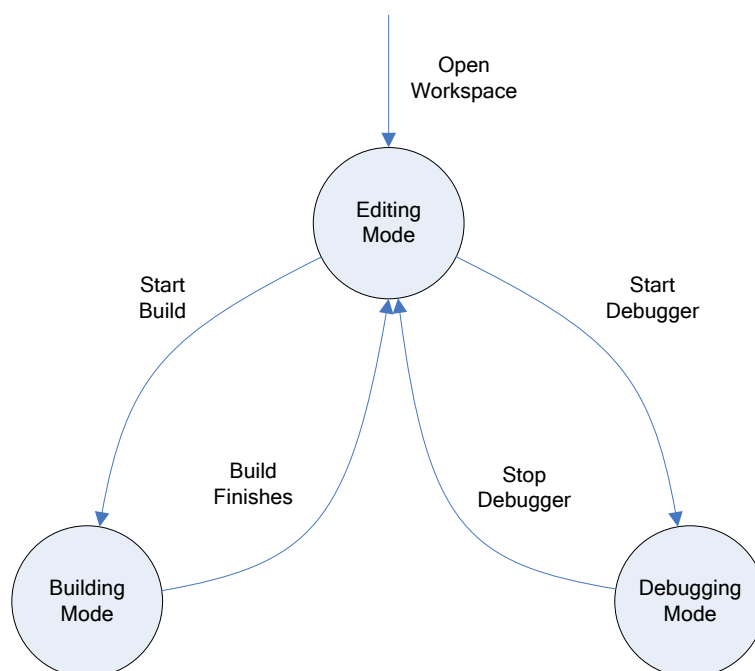 Open
Workspace
Editing
Mode
Start
Build
Start
Debugger
Build
Finishes
Stop
Debugger
Building
Mode
Debugging
Mode